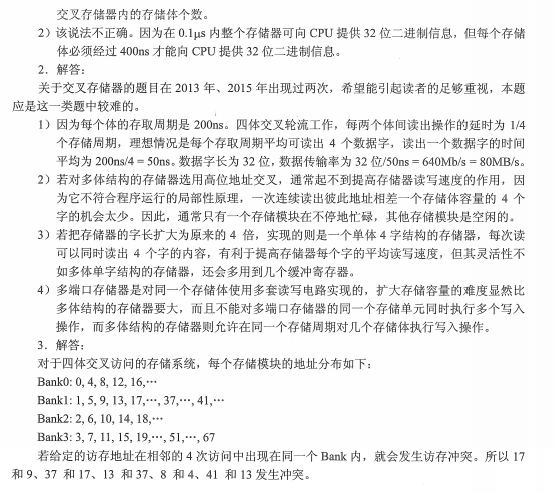 交叉存储器内的存储体个数。
2）该说法不正确。因为在 0.1μs 内整个存储器可向 CPU 提供 32 位二进制信息，但每个存储
体必须经过 400ns 才能向 CPU 提供 32 位二进制信息。
2．解答：
关于交叉存储器的题目在 2013 年、2015 年出现过两次，希望能引起读者的足够重视，本题
应是这一类题中较难的。
1）因为每个体的存取周期是 200ns。四体交叉轮流工作，每两个体间读出操作的延时为 1/4
个存储周期，理想情况是每个存取周期平均可读出 4 个数据字，读出一个数据字的时间
平均为 200ns/4 = 50ns。数据字长为 32 位，数据传输率为 32 位/50ns = 640Mb/s = 80MB/s。
2）若对多体结构的存储器选用高位地址交叉，通常起不到提高存储器读写速度的作用，因
为它不符合程序运行的局部性原理，一次连续读出彼此地址相差一个存储体容量的 4 个
字的机会太少。因此，通常只有一个存储模块在不停地忙碌，其他存储模块是空闲的。
3）若把存储器的字长扩大为原来的 4 倍，实现的则是一个单体 4 字结构的存储器，每次读
可以同时读出 4 个字的内容，有利于提高存储器每个字的平均读写速度，但其灵活性不
如多体单字结构的存储器，还会多用到几个缓冲寄存器。
4）多端口存储器是对同一个存储体使用多套读写电路实现的，扩大存储容量的难度显然比
多体结构的存储器要大，而且不能对多端口存储器的同一个存储单元同时执行多个写入
操作，而多体结构的存储器则允许在同一个存储周期对几个存储体执行写入操作。
3．解答：
对于四体交叉访问的存储系统，每个存储模块的地址分布如下：
Bank0: 0, 4, 8, 12, 16,⋯
Bank1: 1, 5, 9, 13, 17,⋯, 37,⋯, 41,⋯
Bank2: 2, 6, 10, 14, 18,⋯
Bank3: 3, 7, 11, 15, 19,⋯, 51,⋯, 67
若给定的访存地址在相邻的 4 次访问中出现在同一个 Bank 内，就会发生访存冲突。所以 17
和 9、37 和 17、13 和 37、8 和 4、41 和 13 发生冲突。